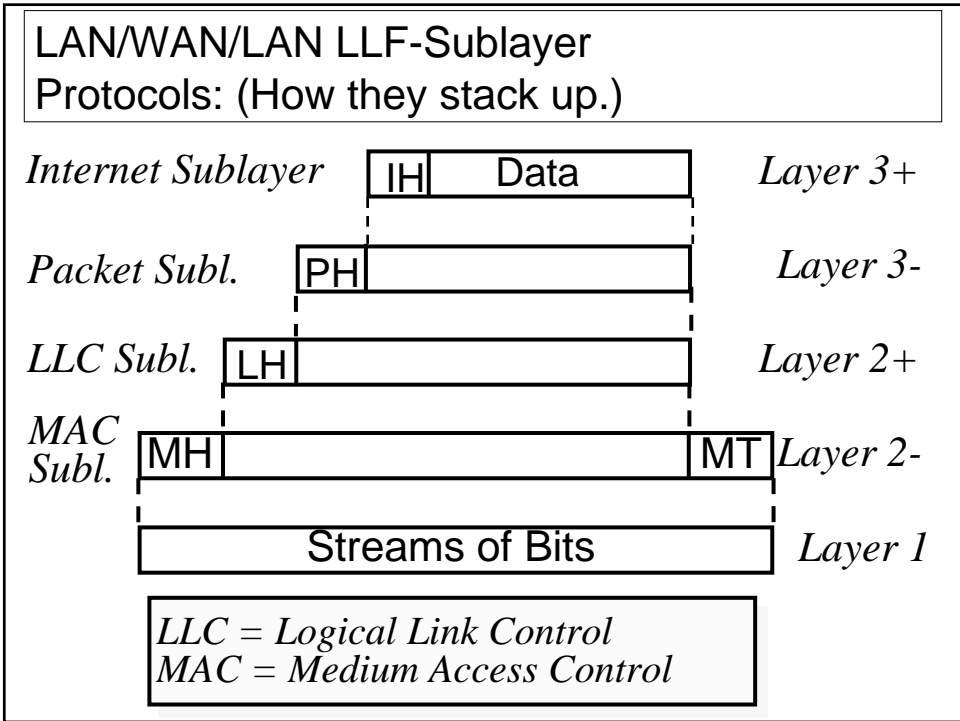 LAN/WAN/LAN LLF-Sublayer
Protocols: (How they stack up.)
Internet Sublayer IH Data Layer 3+
Packet Subl. PH Layer 3-
LLC Subl. LH Layer 2+
MAC
Subl. MH MT Layer 2-
Streams of Bits Layer 1
LLC = Logical Link Control
MAC = Medium Access Control